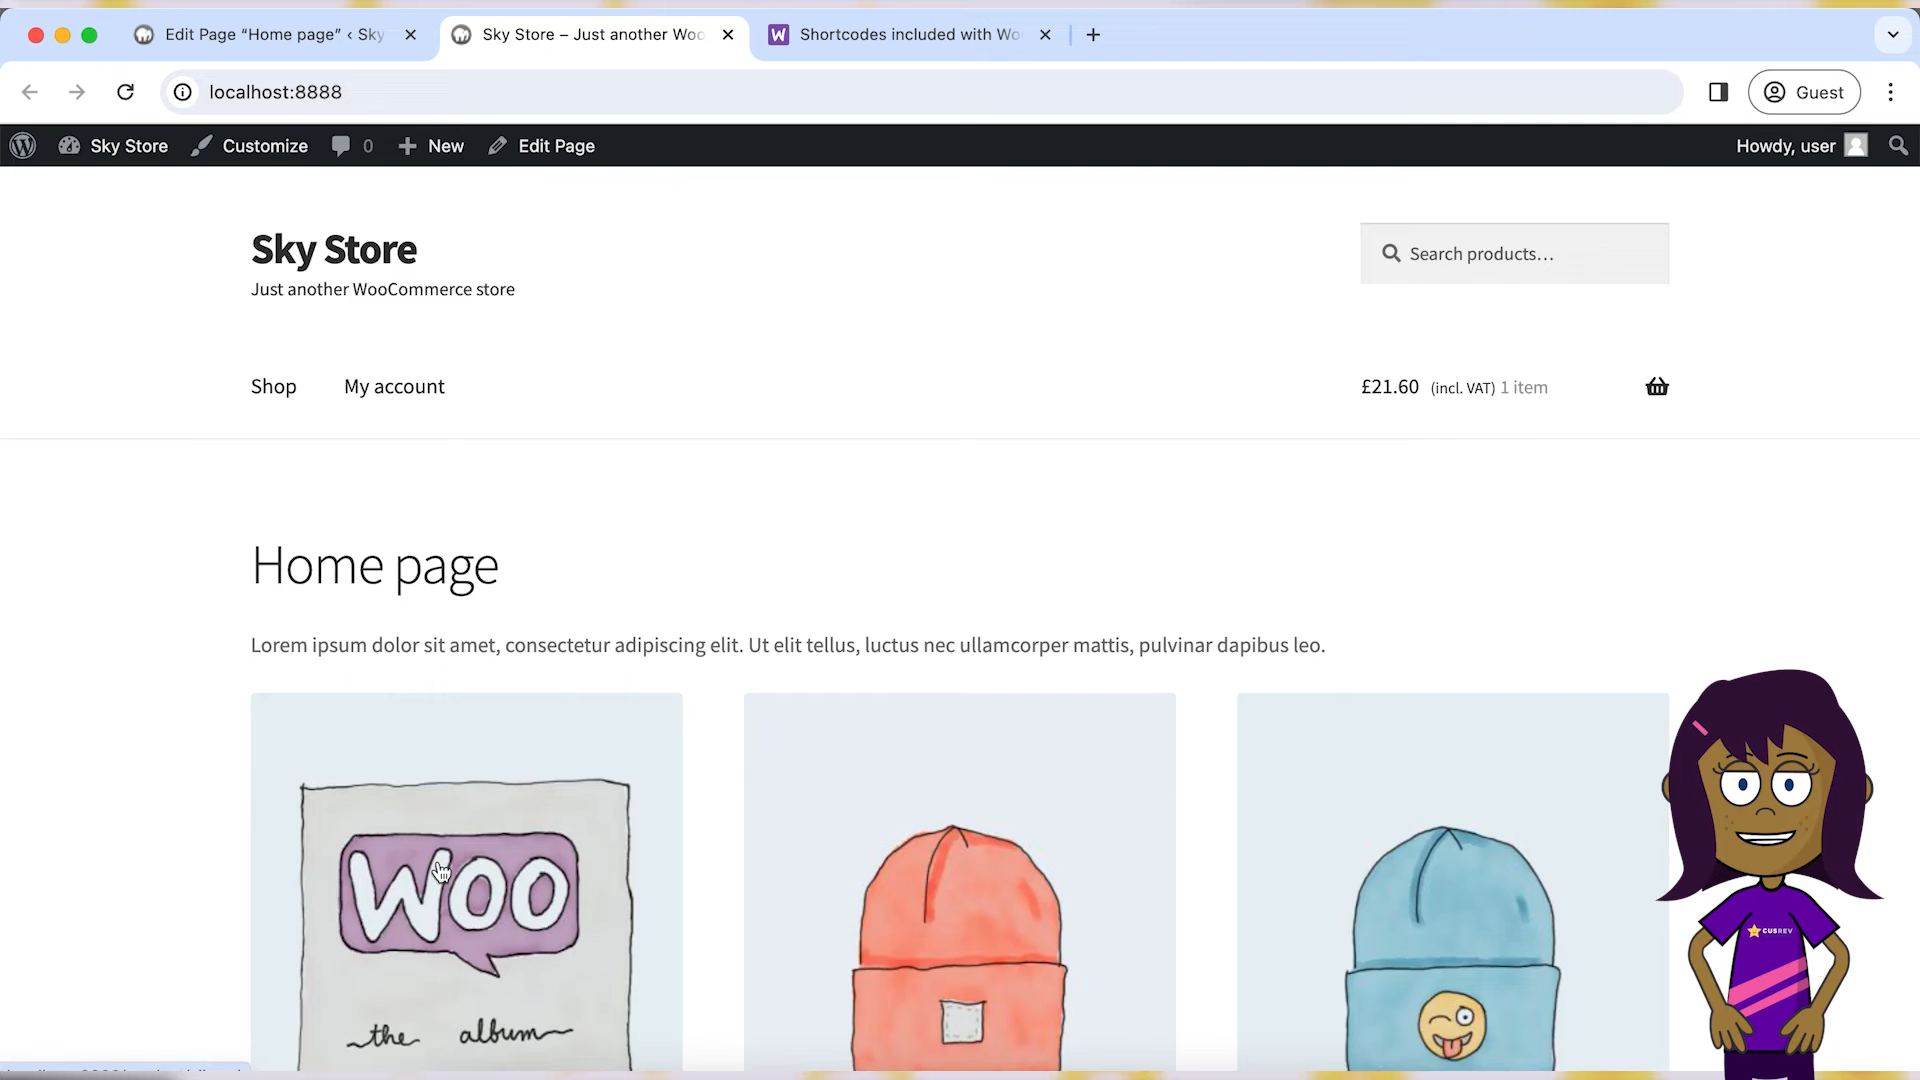 Edit Page “Home page” ‹ Sky
Sky Store – Just another Woo
Shortcodes included with Wo
localhost:8888
Guest
Sky Store
Customize
0
New
Edit Page
Howdy, user
Sky Store
Just another WooCommerce store
Search products…
Shop
My account
£21.60 (incl. VAT) 1 item
Home page
Lorem ipsum dolor sit amet, consectetur adipiscing elit. Ut elit tellus, luctus nec ullamcorper mattis, pulvinar dapibus leo.
WOO
the album
CUSREV